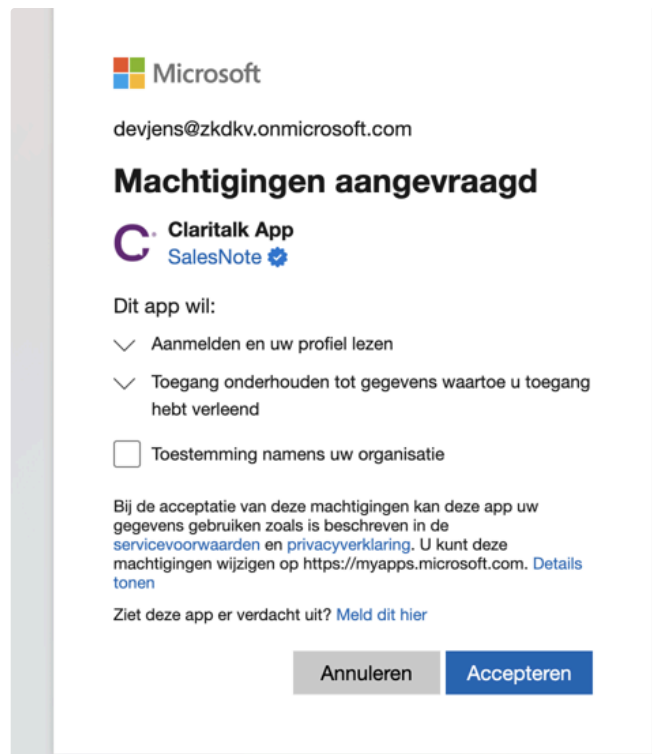 Microsoft
devjens@zkdkv.onmicrosoft.com
Machtigingen aangevraagd
Claritalk App
SalesNote
Dit app wil:
Aanmelden en uw profiel lezen
Toegang onderhouden tot gegevens waartoe u toegang
hebt verleend
Toestemming namens uw organisatie
Bij de acceptatie van deze machtigingen kan deze app uw
gegevens gebruiken zoals is beschreven in de
servicevoorwaarden en privacyverklaring. U kunt deze
machtigingen wijzigen op https://myapps.microsoft.com. Details
tonen
Ziet deze app er verdacht uit? Meld dit hier
Annuleren
Accepteren